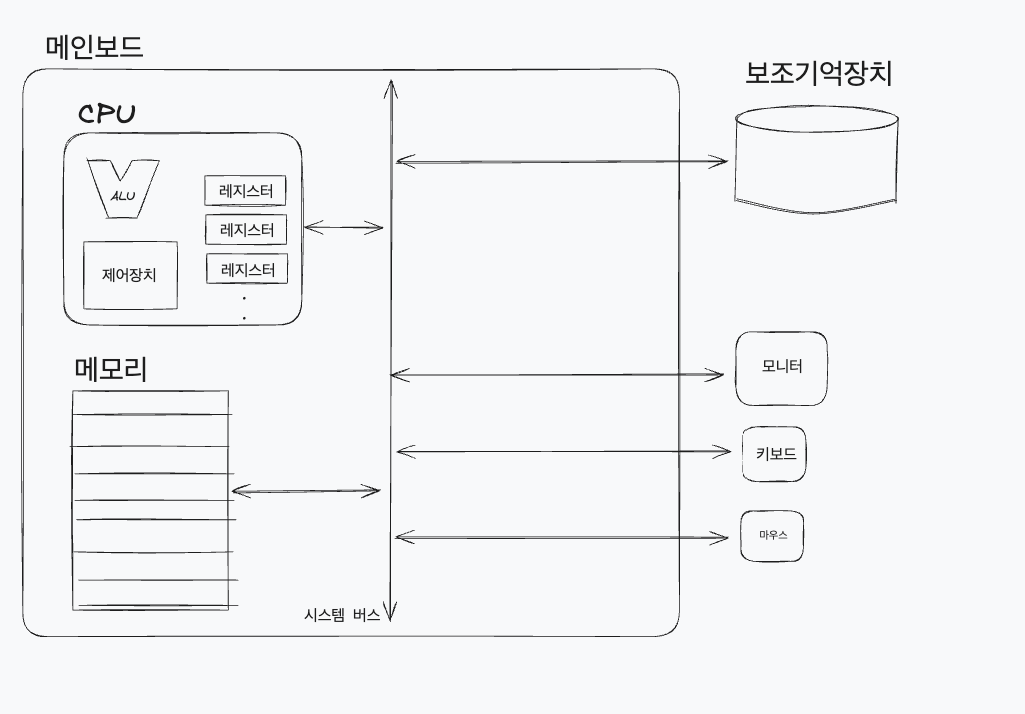 메인보드
보조기억장치
CPU
ALU
레지스터
레지스터
레지스터
제어장치
메모리
모니터
키보드
마우스
시스템 버스